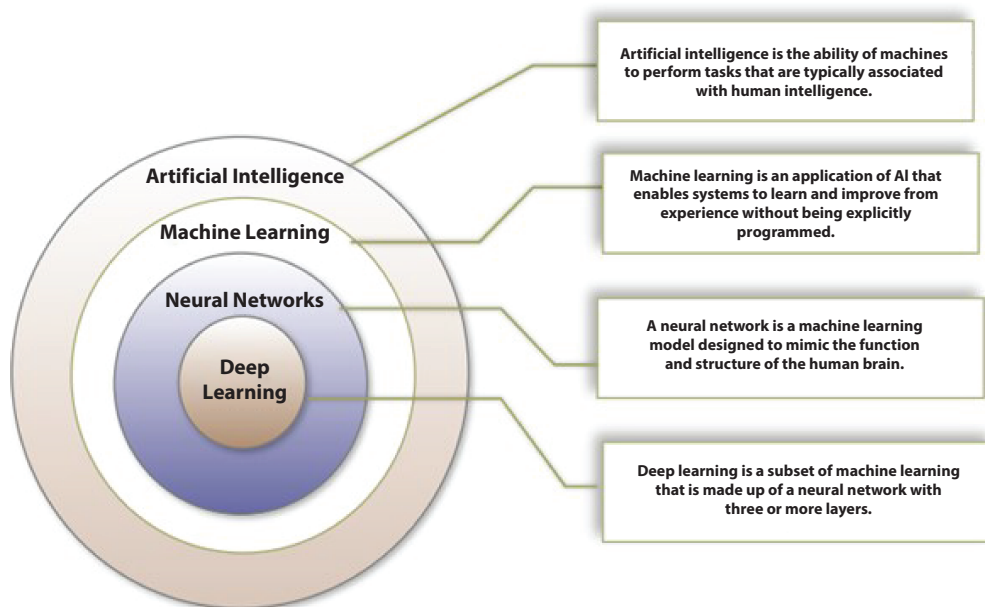 Artificial intelligence is the ability of machines
to perform tasks that are typically associated
with human intelligence.
Artificial Intelligence
Machine learning is an application of AI that
enables systems to learn and improve from
experience without being explicitly
programmed.
Machine Learning
Neural Networks
A neural network is a machine learning
model designed to mimic the function
and structure of the human brain.
Deep
Learning
Deep learning is a subset of machine learning
that is made up of a neural network with
three or more layers.